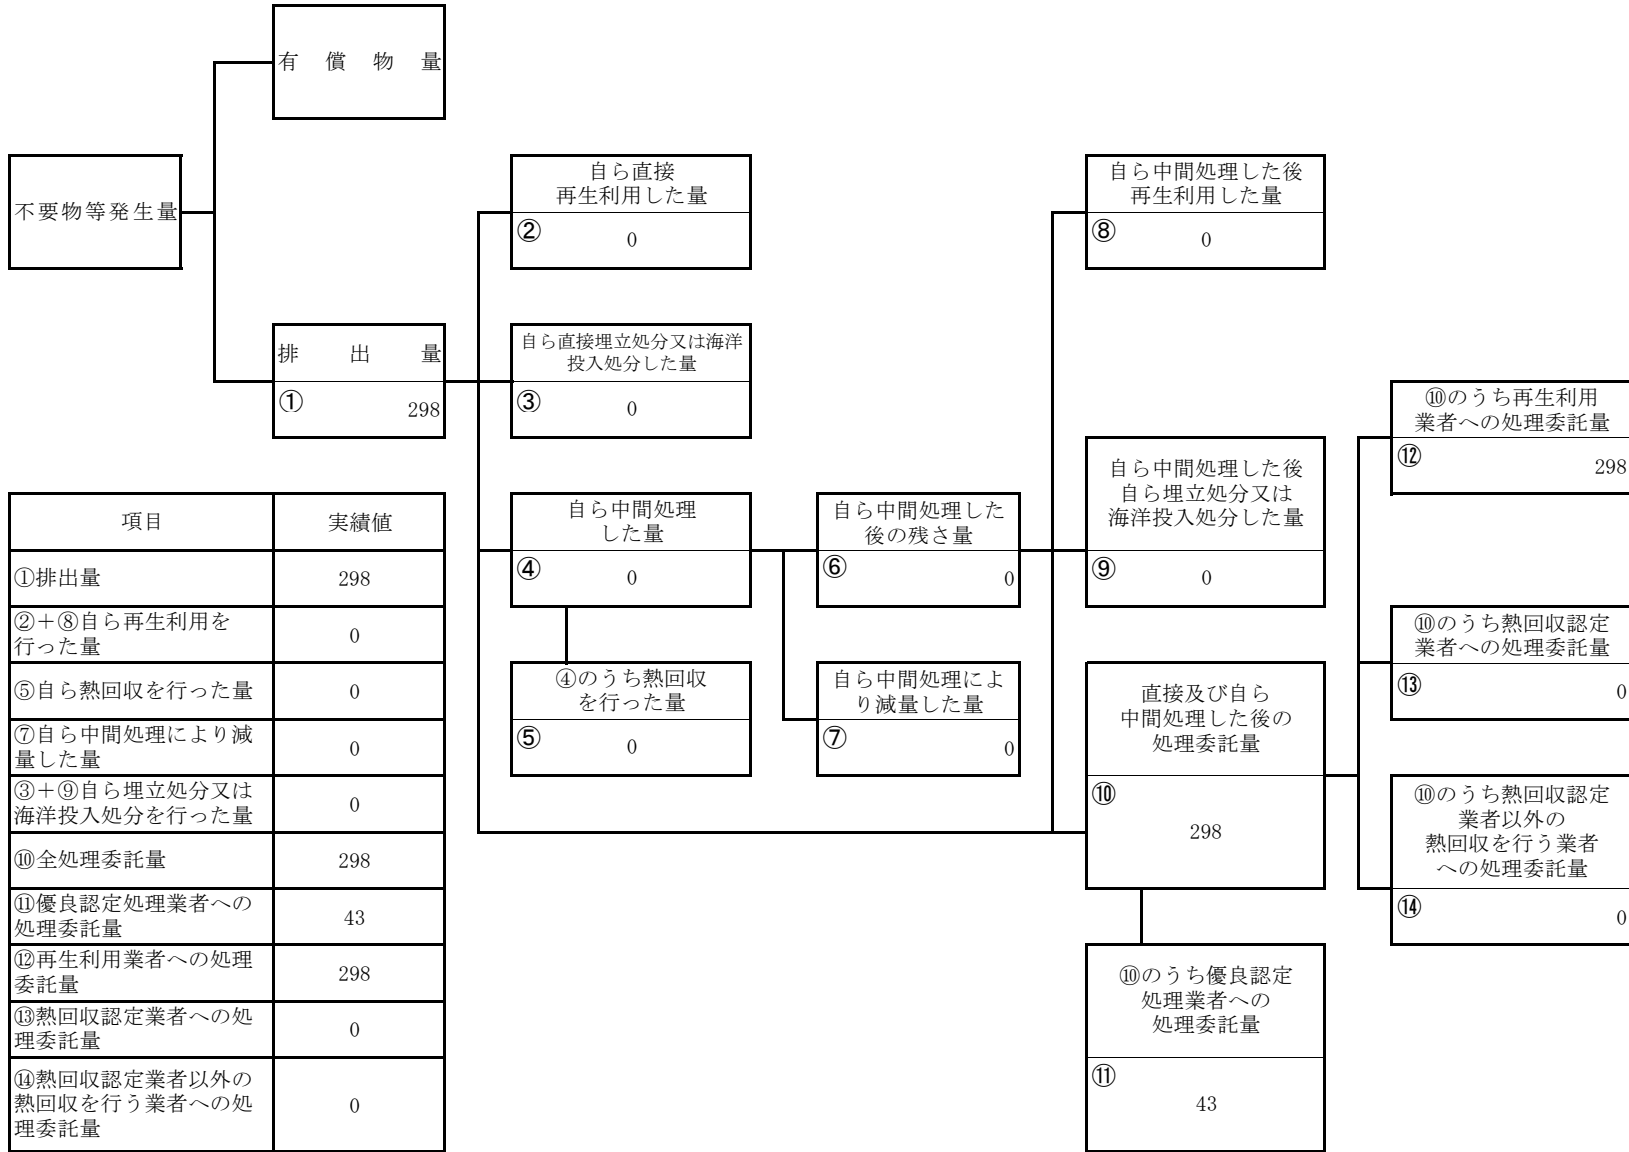 有償物量
不要物等発生量
排出量
①
298
自ら直接
再生利用した量
②
0
自ら直接埋立処分又は海洋
投入処分した量
③
0
自ら中間処理
した量
④
0
④のうち熱回収
を行った量
⑤
0
自ら中間処理した
後の残さ量
⑥
0
自ら中間処理によ
り減量した量
⑦
0
自ら中間処理した後
再生利用した量
⑧
0
自ら中間処理した後
自ら埋立処分又は
海洋投入処分した量
⑨
0
直接及び自ら
中間処理した後の
処理委託量
⑩
298
⑩のうち優良認定
処理業者への
処理委託量
⑪
43
⑩のうち再生利用
業者への処理委託量
⑫
298
⑩のうち熱回収認定
業者への処理委託量
⑬
0
⑩のうち熱回収認定
業者以外の
熱回収を行う業者
への処理委託量
⑭
0
項目 実績値
①排出量 298
②＋⑧自ら再生利用を
行った量 0
⑤自ら熱回収を行った量 0
⑦自ら中間処理により減
量した量 0
③＋⑨自ら埋立処分又は
海洋投入処分を行った量 0
⑩全処理委託量 298
⑪優良認定処理業者への
処理委託量 43
⑫再生利用業者への処理
委託量 298
⑬熱回収認定業者への処
理委託量 0
⑭熱回収認定業者以外の
熱回収を行う業者への処
理委託量 0